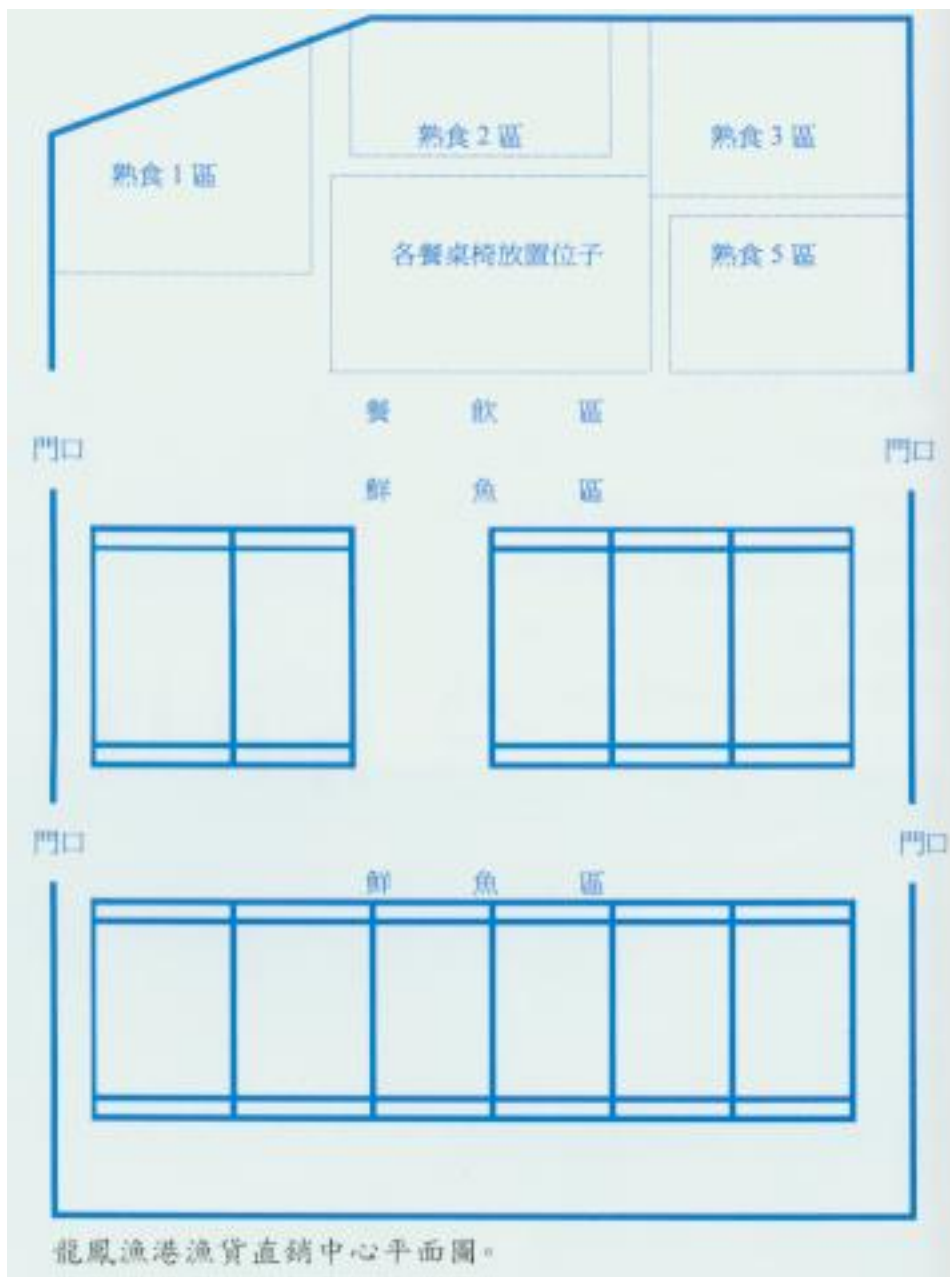 熟食2區
熟食3區
熟食1區
各餐桌椅放置位子
熟食5區
餐飲區
門口
門口
鮮魚區
門口
門口
鮮魚區
龍鳳漁港漁貨直銷中心平面圖。